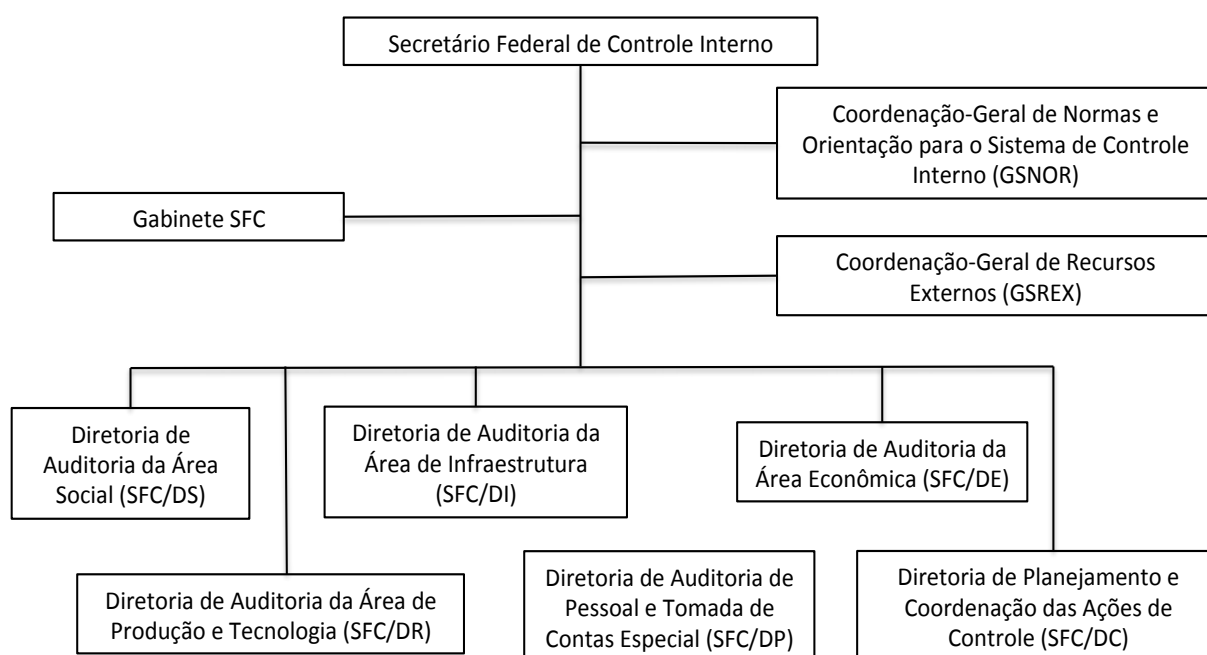 Secretário Federal de Controle Interno
Coordenação-Geral de Normas e
Orientação para o Sistema de Controle
Interno (GSNOR)
Gabinete SFC
Coordenação-Geral de Recursos
Externos (GSREX)
Diretoria de
Auditoria da Área
Social (SFC/DS)
Diretoria de Auditoria da
Área de Infraestrutura
(SFC/DI)
Diretoria de Auditoria da
Área Econômica (SFC/DE)
Diretoria de Auditoria da Área de
Produção e Tecnologia (SFC/DR)
Diretoria de Auditoria de
Pessoal e Tomada de
Contas Especial (SFC/DP)
Diretoria de Planejamento e
Coordenação das Ações de
Controle (SFC/DC)